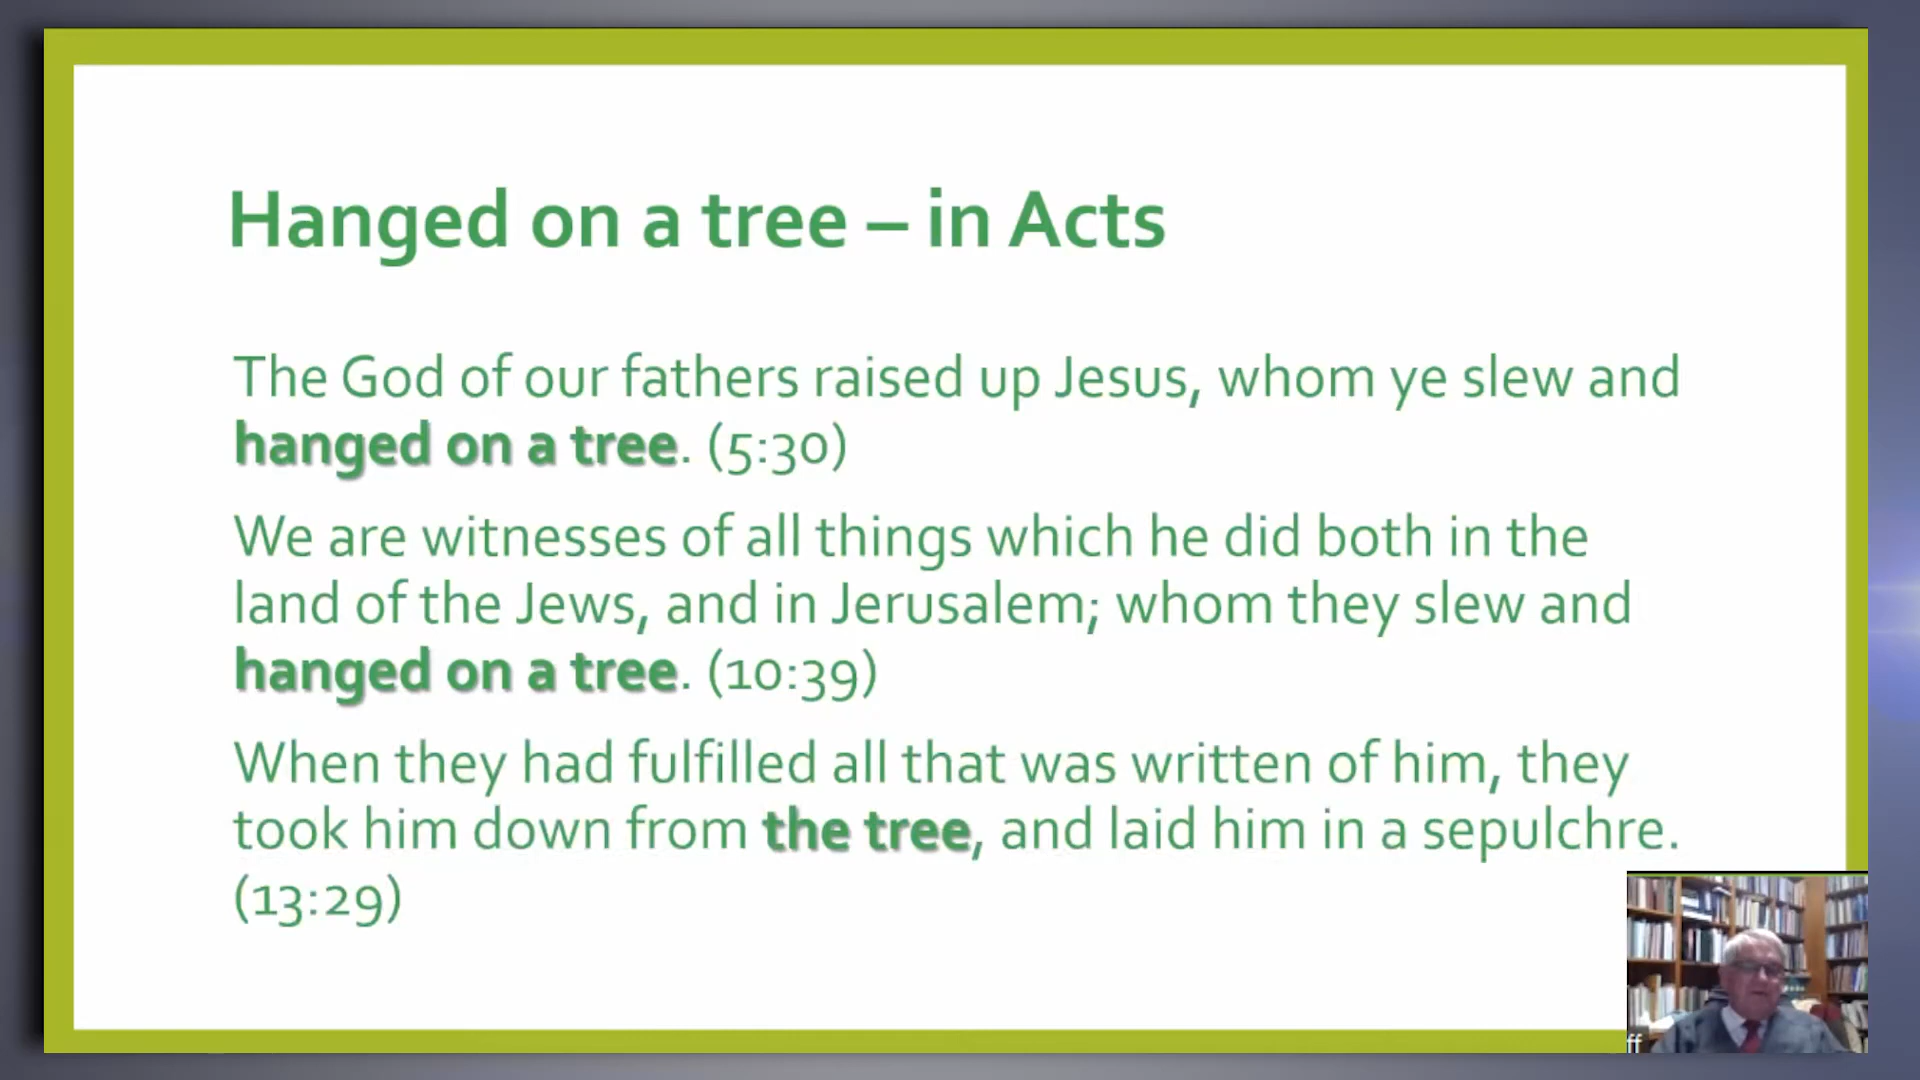 Hanged on a tree – in Acts
The God of our fathers raised up Jesus, whom ye slew and
hanged on a tree. (5:30)
We are witnesses of all things which he did both in the
land of the Jews, and in Jerusalem; whom they slew and
hanged on a tree. (10:39)
When they had fulfilled all that was written of him, they
took him down from the tree, and laid him in a sepulchre.
(13:29)
ff